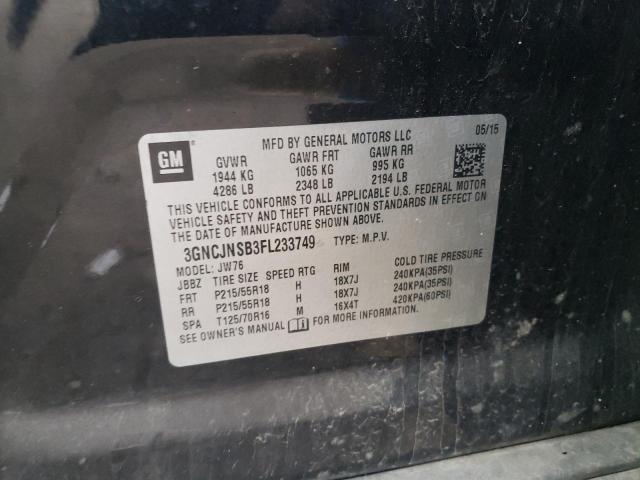 MFD BY GENERAL MOTORS LLC 05/15
GM
GVWR GAWR FRT GAWR RR
1944 KG 1065 KG 995 KG
4286 LB 2348 LB 2194 LB
THIS VEHICLE CONFORMS TO ALL APPLICABLE U.S. FEDERAL MOTOR
VEHICLE SAFETY AND THEFT PREVENTION STANDARDS IN EFFECT ON
THE DATE OF MANUFACTURE SHOWN ABOVE.
3GNCJNSB3FL233749 TYPE: M.P.V.
MODEL: JW76
JBBZ TIRE SIZE SPEED RTG RIM COLD TIRE PRESSURE
FRT P215/55R18 H 18X7J 240KPA(35PSI)
RR P215/55R18 H 18X7J 240KPA(35PSI)
SPA T125/70R16 M 16X4T 420KPA(60PSI)
SEE OWNER'S MANUAL FOR MORE INFORMATION.